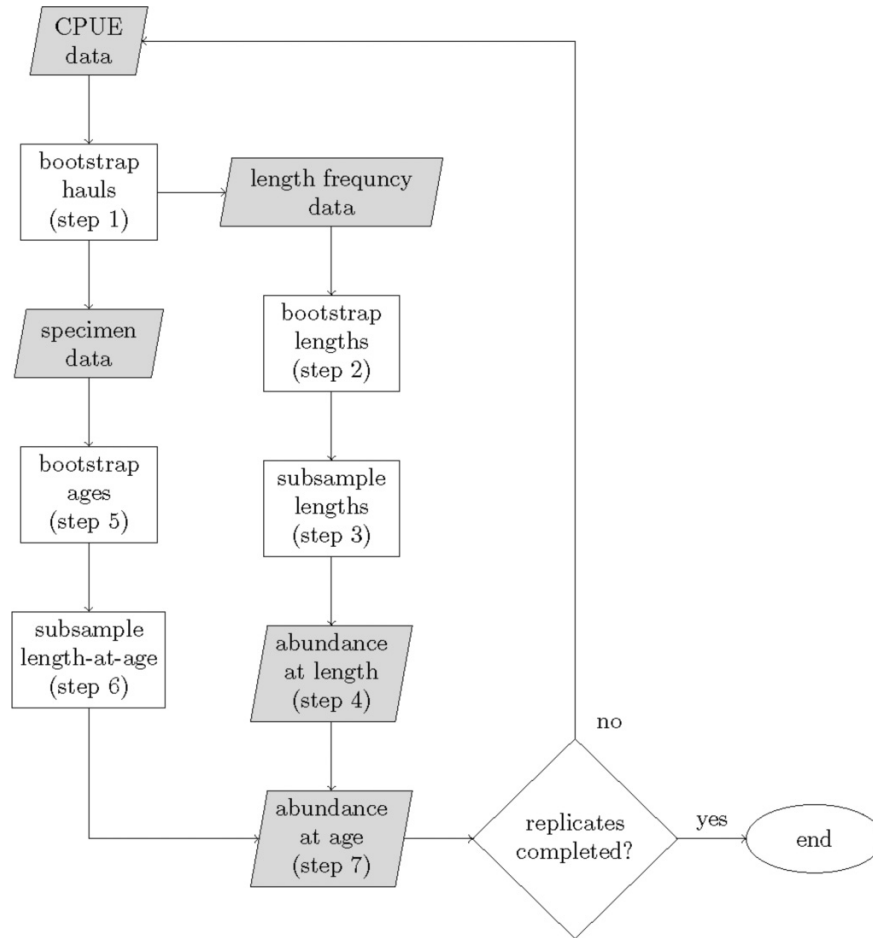 CPUE
data
bootstrap
hauls
(step 1)
length frequncy
data
specimen
data
bootstrap
lengths
(step 2)
bootstrap
ages
(step 5)
subsample
lengths
(step 3)
subsample
length-at-age
(step 6)
abundance
at length
(step 4)
no
abundance
at age
(step 7)
replicates
completed?
yes
end